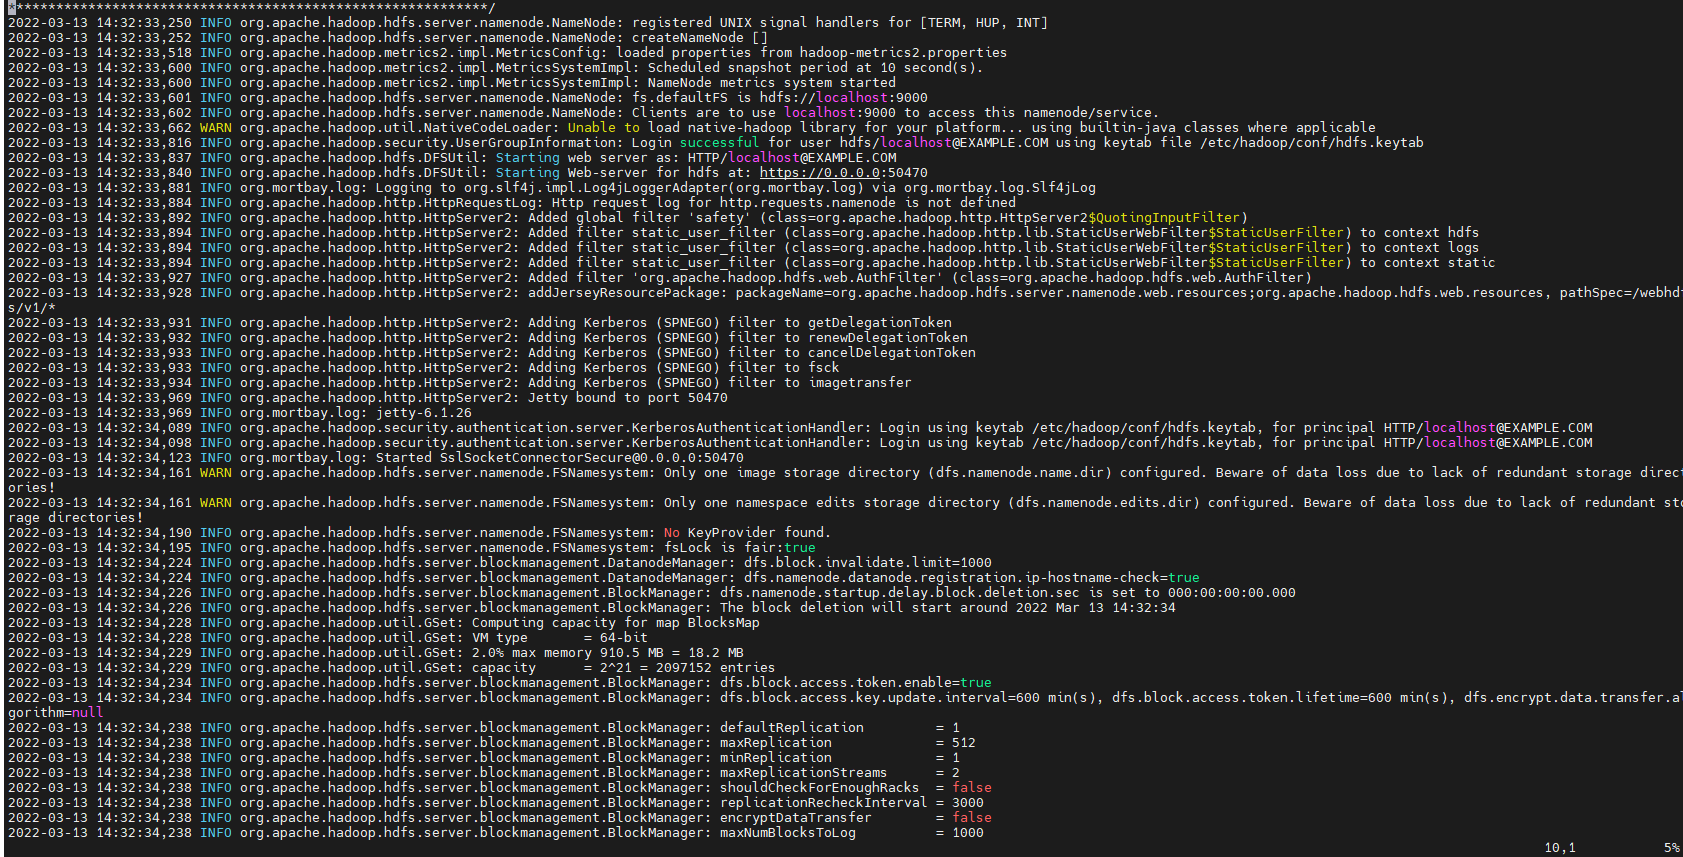 ************************************************************/
2022-03-13 14:32:33,250 INFO org.apache.hadoop.hdfs.server.namenode.NameNode: registered UNIX signal handlers for [TERM, HUP, INT]
2022-03-13 14:32:33,252 INFO org.apache.hadoop.hdfs.server.namenode.NameNode: createNameNode []
2022-03-13 14:32:33,518 INFO org.apache.hadoop.metrics2.impl.MetricsConfig: loaded properties from hadoop-metrics2.properties
2022-03-13 14:32:33,600 INFO org.apache.hadoop.metrics2.impl.MetricsSystemImpl: Scheduled snapshot period at 10 second(s).
2022-03-13 14:32:33,600 INFO org.apache.hadoop.metrics2.impl.MetricsSystemImpl: NameNode metrics system started
2022-03-13 14:32:33,601 INFO org.apache.hadoop.hdfs.server.namenode.NameNode: fs.defaultFS is hdfs://localhost:9000
2022-03-13 14:32:33,602 INFO org.apache.hadoop.hdfs.server.namenode.NameNode: Clients are to use localhost:9000 to access this namenode/service.
2022-03-13 14:32:33,662 WARN org.apache.hadoop.util.NativeCodeLoader: Unable to load native-hadoop library for your platform... using builtin-java classes where applicable
2022-03-13 14:32:33,816 INFO org.apache.hadoop.security.UserGroupInformation: Login successful for user hdfs/localhost@EXAMPLE.COM using keytab file /etc/hadoop/conf/hdfs.keytab
2022-03-13 14:32:33,837 INFO org.apache.hadoop.hdfs.DFSUtil: Starting web server as: HTTP/localhost@EXAMPLE.COM
2022-03-13 14:32:33,840 INFO org.apache.hadoop.hdfs.DFSUtil: Starting Web-server for hdfs at: https://0.0.0.0:50470
2022-03-13 14:32:33,881 INFO org.mortbay.log: Logging to org.slf4j.impl.Log4jLoggerAdapter(org.mortbay.log) via org.mortbay.log.Slf4jLog
2022-03-13 14:32:33,884 INFO org.apache.hadoop.http.HttpRequestLog: Http request log for http.requests.namenode is not defined
2022-03-13 14:32:33,892 INFO org.apache.hadoop.http.HttpServer2: Added global filter 'safety' (class=org.apache.hadoop.http.HttpServer2$QuotingInputFilter)
2022-03-13 14:32:33,894 INFO org.apache.hadoop.http.HttpServer2: Added filter static_user_filter (class=org.apache.hadoop.http.lib.StaticUserWebFilter$StaticUserFilter) to context hdfs
2022-03-13 14:32:33,894 INFO org.apache.hadoop.http.HttpServer2: Added filter static_user_filter (class=org.apache.hadoop.http.lib.StaticUserWebFilter$StaticUserFilter) to context logs
2022-03-13 14:32:33,894 INFO org.apache.hadoop.http.HttpServer2: Added filter static_user_filter (class=org.apache.hadoop.http.lib.StaticUserWebFilter$StaticUserFilter) to context static
2022-03-13 14:32:33,927 INFO org.apache.hadoop.http.HttpServer2: Added filter 'org.apache.hadoop.hdfs.web.AuthFilter' (class=org.apache.hadoop.hdfs.web.AuthFilter)
2022-03-13 14:32:33,928 INFO org.apache.hadoop.http.HttpServer2: addJerseyResourcePackage: packageName=org.apache.hadoop.hdfs.server.namenode.web.resources;org.apache.hadoop.hdfs.web.resources, pathSpec=/webhdf
s/v1/*
2022-03-13 14:32:33,931 INFO org.apache.hadoop.http.HttpServer2: Adding Kerberos (SPNEGO) filter to getDelegationToken
2022-03-13 14:32:33,932 INFO org.apache.hadoop.http.HttpServer2: Adding Kerberos (SPNEGO) filter to renewDelegationToken
2022-03-13 14:32:33,933 INFO org.apache.hadoop.http.HttpServer2: Adding Kerberos (SPNEGO) filter to cancelDelegationToken
2022-03-13 14:32:33,933 INFO org.apache.hadoop.http.HttpServer2: Adding Kerberos (SPNEGO) filter to fsck
2022-03-13 14:32:33,934 INFO org.apache.hadoop.http.HttpServer2: Adding Kerberos (SPNEGO) filter to imagetransfer
2022-03-13 14:32:33,969 INFO org.apache.hadoop.http.HttpServer2: Jetty bound to port 50470
2022-03-13 14:32:33,969 INFO org.mortbay.log: jetty-6.1.26
2022-03-13 14:32:34,089 INFO org.apache.hadoop.security.authentication.server.KerberosAuthenticationHandler: Login using keytab /etc/hadoop/conf/hdfs.keytab, for principal HTTP/localhost@EXAMPLE.COM
2022-03-13 14:32:34,098 INFO org.apache.hadoop.security.authentication.server.KerberosAuthenticationHandler: Login using keytab /etc/hadoop/conf/hdfs.keytab, for principal HTTP/localhost@EXAMPLE.COM
2022-03-13 14:32:34,123 INFO org.mortbay.log: Started SslSocketConnectorSecure@0.0.0.0:50470
2022-03-13 14:32:34,161 WARN org.apache.hadoop.hdfs.server.namenode.FSNamesystem: Only one image storage directory (dfs.namenode.name.dir) configured. Beware of data loss due to lack of redundant storage direct
ories!
2022-03-13 14:32:34,161 WARN org.apache.hadoop.hdfs.server.namenode.FSNamesystem: Only one namespace edits storage directory (dfs.namenode.edits.dir) configured. Beware of data loss due to lack of redundant sto
rage directories!
2022-03-13 14:32:34,190 INFO org.apache.hadoop.hdfs.server.namenode.FSNamesystem: No KeyProvider found.
2022-03-13 14:32:34,195 INFO org.apache.hadoop.hdfs.server.namenode.FSNamesystem: fsLock is fair:true
2022-03-13 14:32:34,224 INFO org.apache.hadoop.hdfs.server.blockmanagement.DatanodeManager: dfs.block.invalidate.limit=1000
2022-03-13 14:32:34,224 INFO org.apache.hadoop.hdfs.server.blockmanagement.DatanodeManager: dfs.namenode.datanode.registration.ip-hostname-check=true
2022-03-13 14:32:34,226 INFO org.apache.hadoop.hdfs.server.blockmanagement.BlockManager: dfs.namenode.startup.delay.block.deletion.sec is set to 000:00:00:00.000
2022-03-13 14:32:34,226 INFO org.apache.hadoop.hdfs.server.blockmanagement.BlockManager: The block deletion will start around 2022 Mar 13 14:32:34
2022-03-13 14:32:34,228 INFO org.apache.hadoop.util.GSet: Computing capacity for map BlocksMap
2022-03-13 14:32:34,228 INFO org.apache.hadoop.util.GSet: VM type       = 64-bit
2022-03-13 14:32:34,229 INFO org.apache.hadoop.util.GSet: 2.0% max memory 910.5 MB = 18.2 MB
2022-03-13 14:32:34,229 INFO org.apache.hadoop.util.GSet: capacity      = 2^21 = 2097152 entries
2022-03-13 14:32:34,234 INFO org.apache.hadoop.hdfs.server.blockmanagement.BlockManager: dfs.block.access.token.enable=true
2022-03-13 14:32:34,234 INFO org.apache.hadoop.hdfs.server.blockmanagement.BlockManager: dfs.block.access.key.update.interval=600 min(s), dfs.block.access.token.lifetime=600 min(s), dfs.encrypt.data.transfer.al
gorithm=null
2022-03-13 14:32:34,238 INFO org.apache.hadoop.hdfs.server.blockmanagement.BlockManager: defaultReplication         = 1
2022-03-13 14:32:34,238 INFO org.apache.hadoop.hdfs.server.blockmanagement.BlockManager: maxReplication             = 512
2022-03-13 14:32:34,238 INFO org.apache.hadoop.hdfs.server.blockmanagement.BlockManager: minReplication             = 1
2022-03-13 14:32:34,238 INFO org.apache.hadoop.hdfs.server.blockmanagement.BlockManager: maxReplicationStreams      = 2
2022-03-13 14:32:34,238 INFO org.apache.hadoop.hdfs.server.blockmanagement.BlockManager: shouldCheckForEnoughRacks  = false
2022-03-13 14:32:34,238 INFO org.apache.hadoop.hdfs.server.blockmanagement.BlockManager: replicationRecheckInterval = 3000
2022-03-13 14:32:34,238 INFO org.apache.hadoop.hdfs.server.blockmanagement.BlockManager: encryptDataTransfer        = false
2022-03-13 14:32:34,238 INFO org.apache.hadoop.hdfs.server.blockmanagement.BlockManager: maxNumBlocksToLog          = 1000
10,1 5%